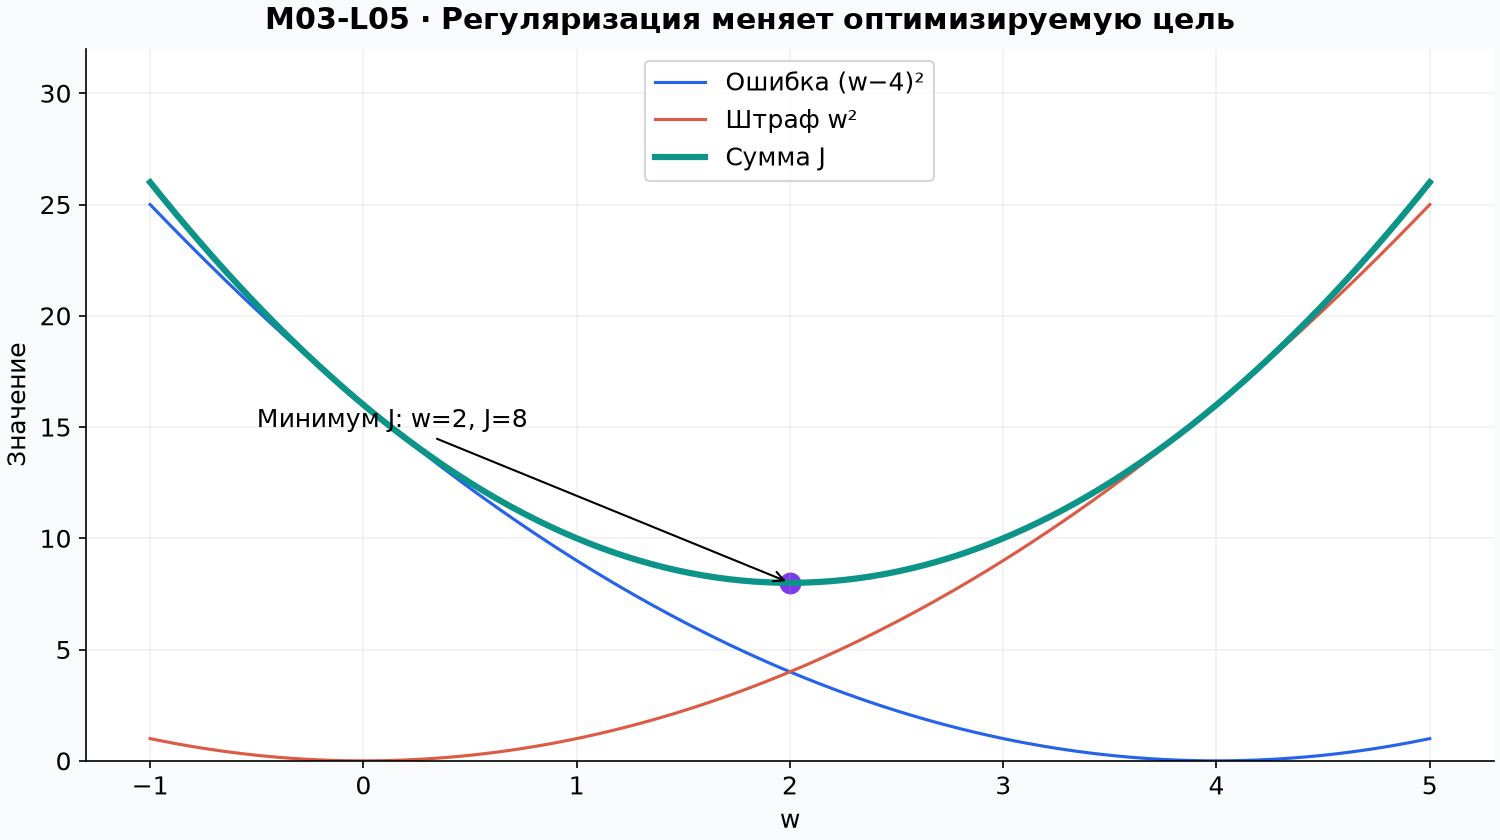 M03-L05 · Регуляризация меняет оптимизируемую цель
Ошибка (w−4)²
Штраф w²
Сумма J
Значение
30
25
20
15
10
5
0
Минимум J: w=2, J=8
−1 0 1 2 3 4 5
w